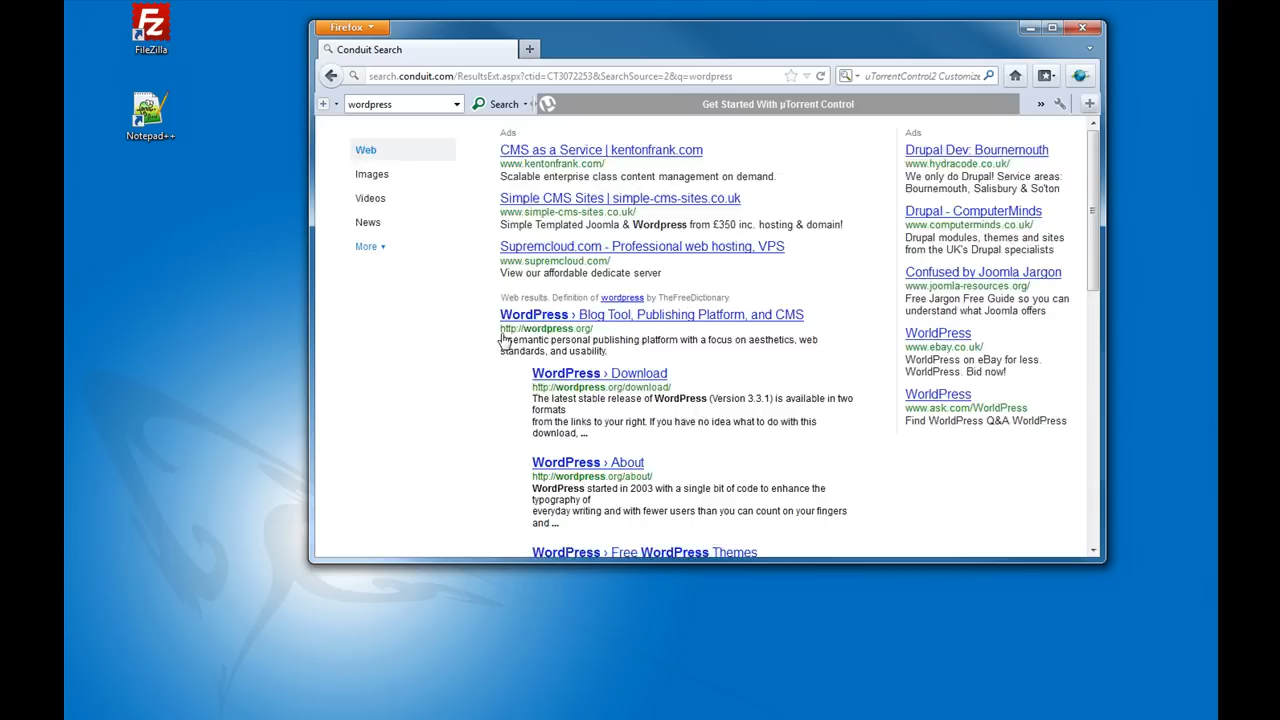 FileZilla
Notepad++
Firefox
Conduit Search
search.conduit.com/ResultsExt.aspx?ctid=CT3072253&SearchSource=2&q=wordpress
uTorrentControl2 Customize
wordpress
Search
Get Started With µTorrent Control
Web
Images
Videos
News
More
Ads
CMS as a Service | kentonfrank.com
www.kentonfrank.com/
Scalable enterprise class content management on demand.
Simple CMS Sites | simple-cms-sites.co.uk
www.simple-cms-sites.co.uk/
Simple Templated Joomla & Wordpress from £350 inc. hosting & domain!
Supremcloud.com - Professional web hosting, VPS
www.supremcloud.com/
View our affordable dedicate server
Web results. Definition of wordpress by TheFreeDictionary.
WordPress › Blog Tool, Publishing Platform, and CMS
http://wordpress.org/
semantic personal publishing platform with a focus on aesthetics, web
standards, and usability.
WordPress › Download
http://wordpress.org/download/
The latest stable release of WordPress (Version 3.3.1) is available in two
formats
from the links to your right. If you have no idea what to do with this
download, ...
WordPress › About
http://wordpress.org/about/
WordPress started in 2003 with a single bit of code to enhance the
typography of
everyday writing and with fewer users than you can count on your fingers
and ...
WordPress › Free WordPress Themes
Ads
Drupal Dev: Bournemouth
www.hydracode.co.uk/
We only do Drupal! Service areas:
Bournemouth, Salisbury & So'ton
Drupal - ComputerMinds
www.computerminds.co.uk/
Drupal modules, themes and sites
from the UK's Drupal specialists
Confused by Joomla Jargon
www.joomla-resources.org/
Free Jargon Free Guide so you can
understand what Joomla offers
WordPress
www.ebay.co.uk/
WordPress on eBay for less.
WordPress. Bid now!
WordPress
www.ask.com/WordPress
Find WordPress Q&A WordPress